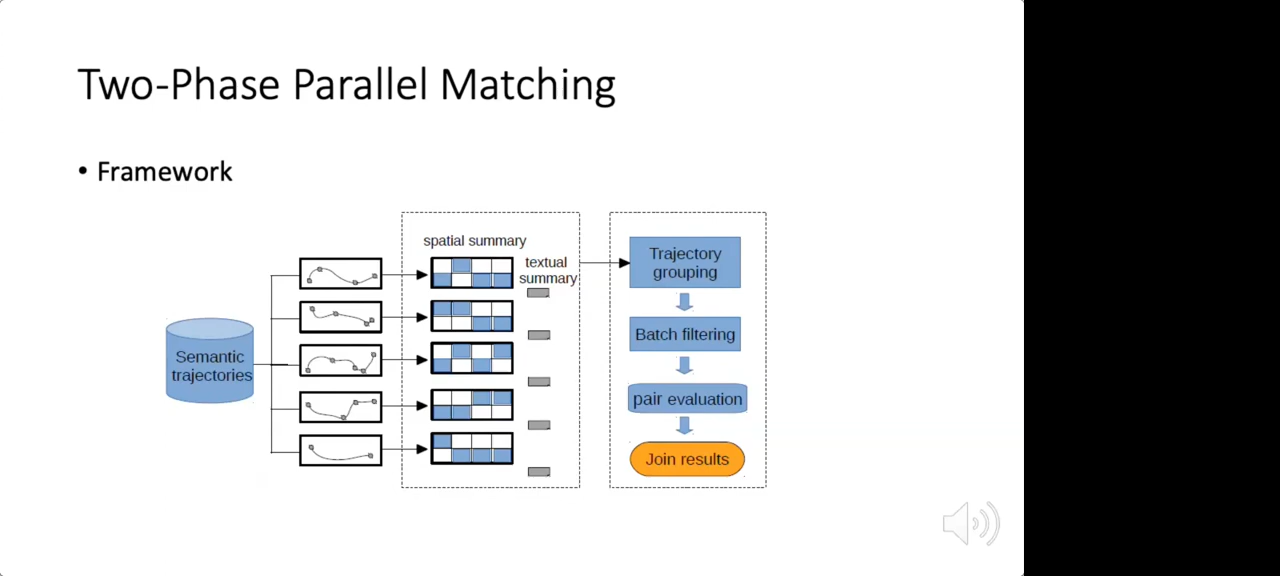 Two-Phase Parallel Matching
• Framework
Semantic
trajectories
spatial summary
textual
summary
Trajectory
grouping
Batch filtering
pair evaluation
Join results